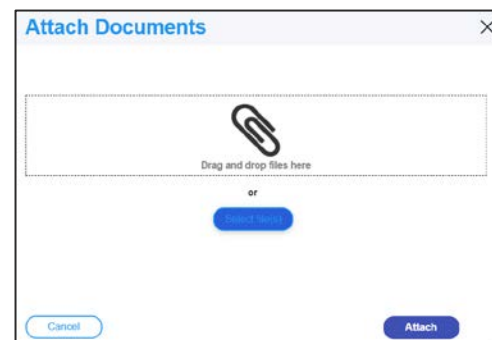 Attach Documents
Drag and drop files here
or
Select file(s)
Cancel
Attach